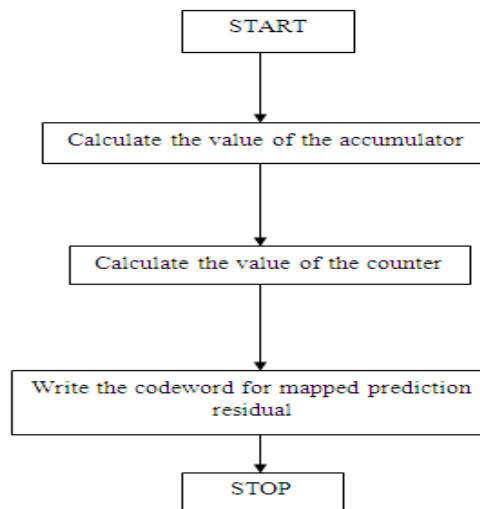 START
Calculate the value of the accumulator
Calculate the value of the counter
Write the codeword for mapped prediction
residual
STOP